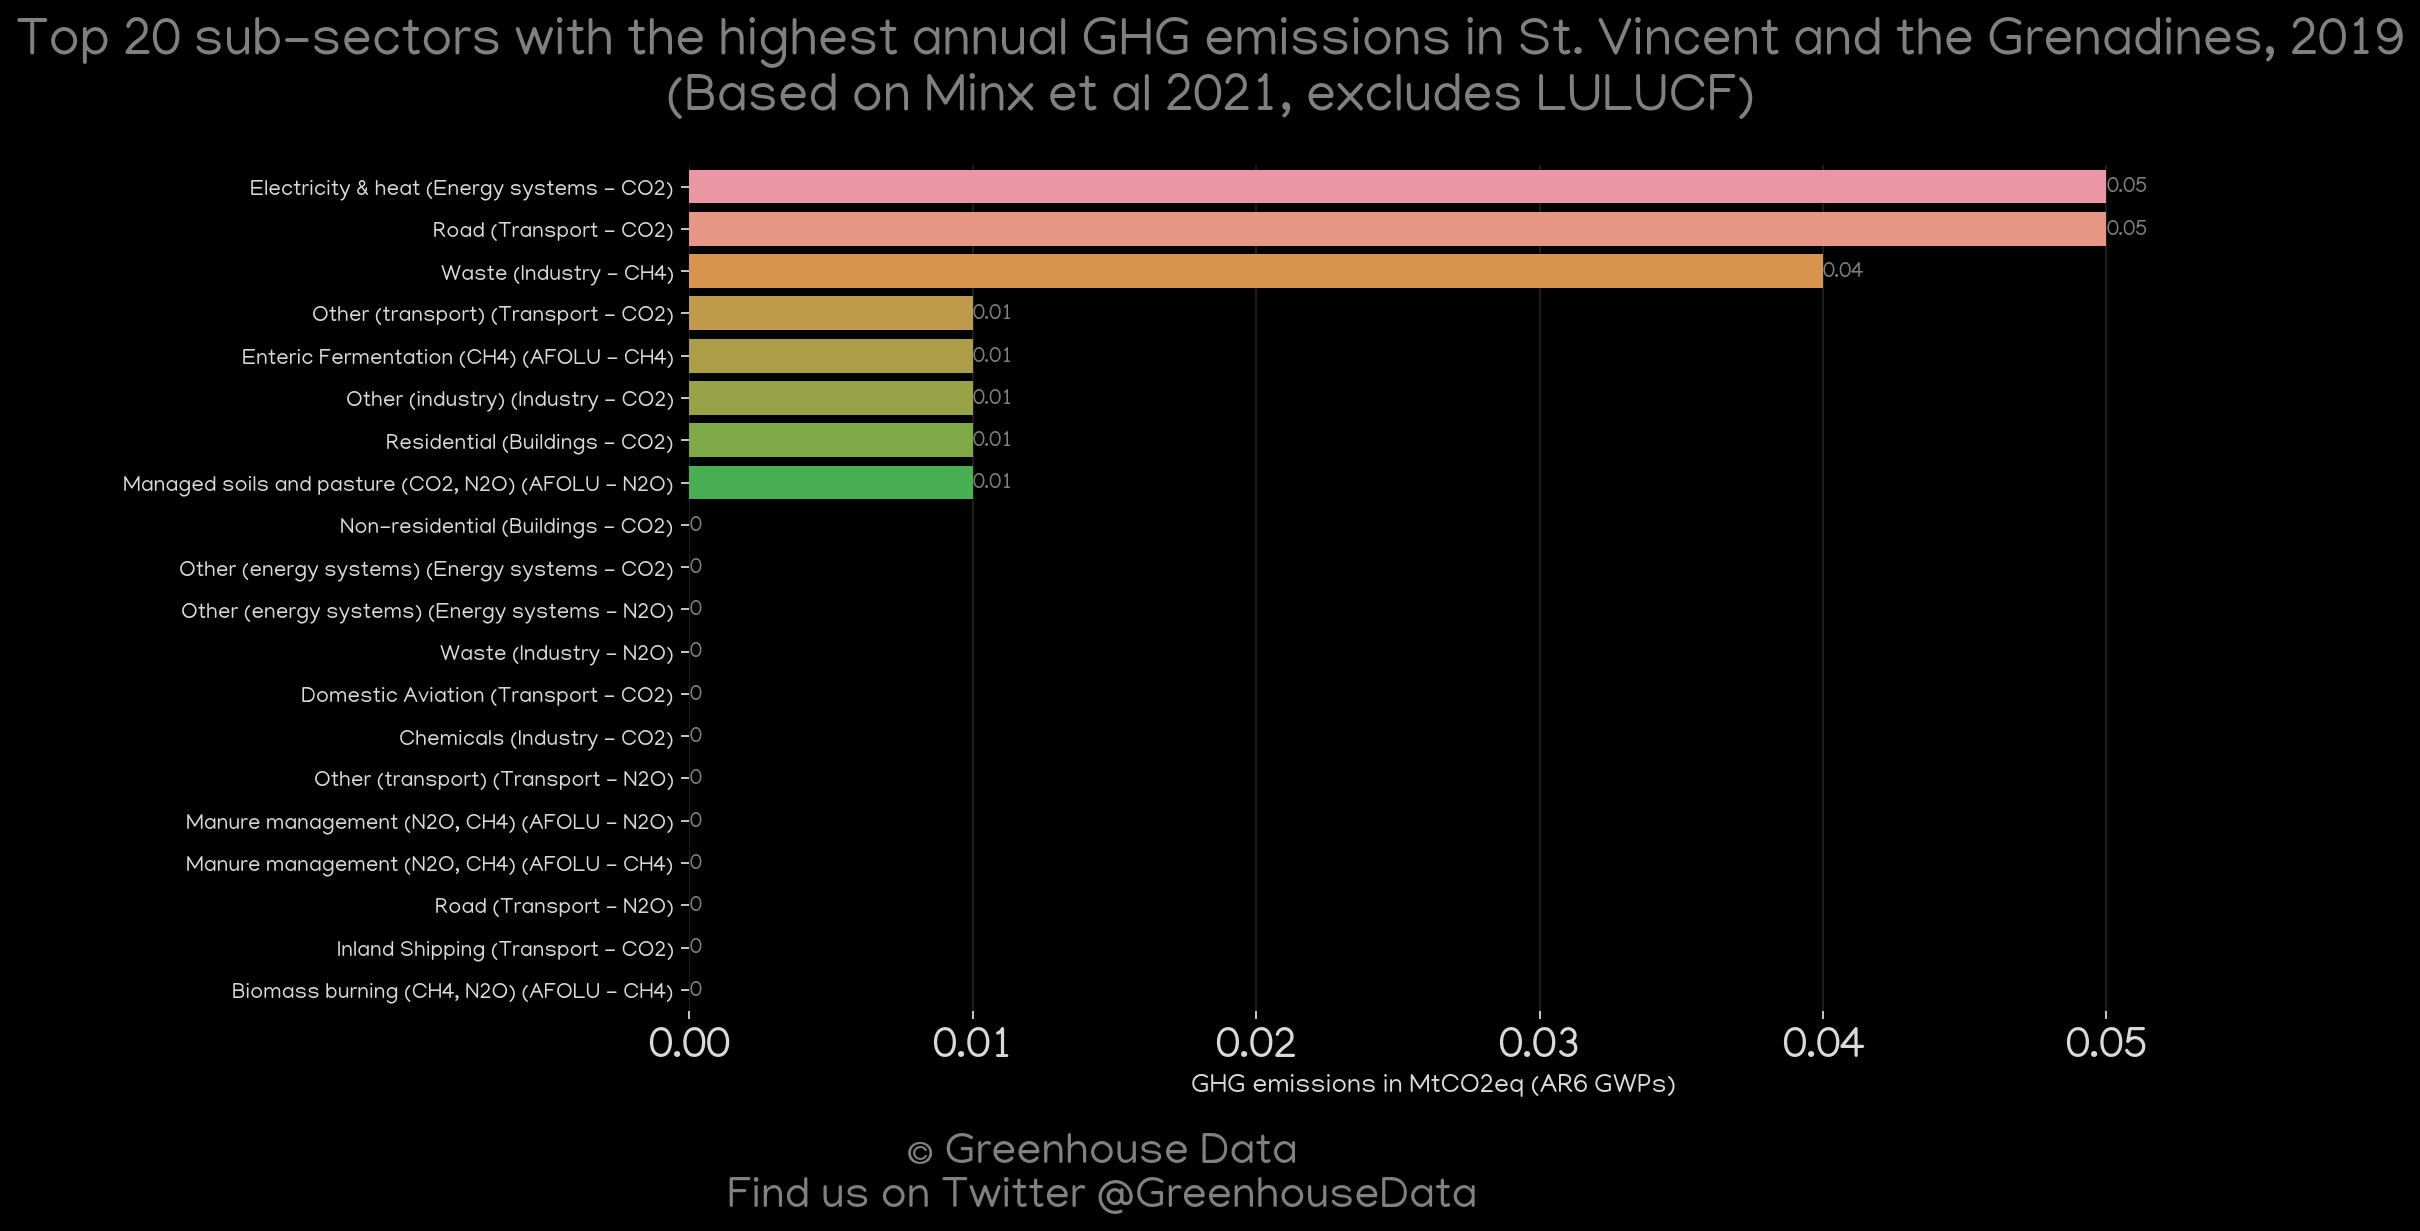 Top 20 sub-sectors with the highest annual GHG emissions in St. Vincent and the Grenadines, 2019
(Based on Minx et al 2021, excludes LULUCF)
Electricity & heat (Energy systems - CO2) 0.05
Road (Transport - CO2) 0.05
Waste (Industry - CH4) 0.04
Other (transport) (Transport - CO2) 0.01
Enteric Fermentation (CH4) (AFOLU - CH4) 0.01
Other (industry) (Industry - CO2) 0.01
Residential (Buildings - CO2) 0.01
Managed soils and pasture (CO2, N2O) (AFOLU - N2O) 0.01
Non-residential (Buildings - CO2) 0
Other (energy systems) (Energy systems - CO2) 0
Other (energy systems) (Energy systems - N2O) 0
Waste (Industry - N2O) 0
Domestic Aviation (Transport - CO2) 0
Chemicals (Industry - CO2) 0
Other (transport) (Transport - N2O) 0
Manure management (N2O, CH4) (AFOLU - N2O) 0
Manure management (N2O, CH4) (AFOLU - CH4) 0
Road (Transport - N2O) 0
Inland Shipping (Transport - CO2) 0
Biomass burning (CH4, N2O) (AFOLU - CH4) 0
0.00 0.01 0.02 0.03 0.04 0.05
GHG emissions in MtCO2eq (AR6 GWPs)
© Greenhouse Data
Find us on Twitter @GreenhouseData